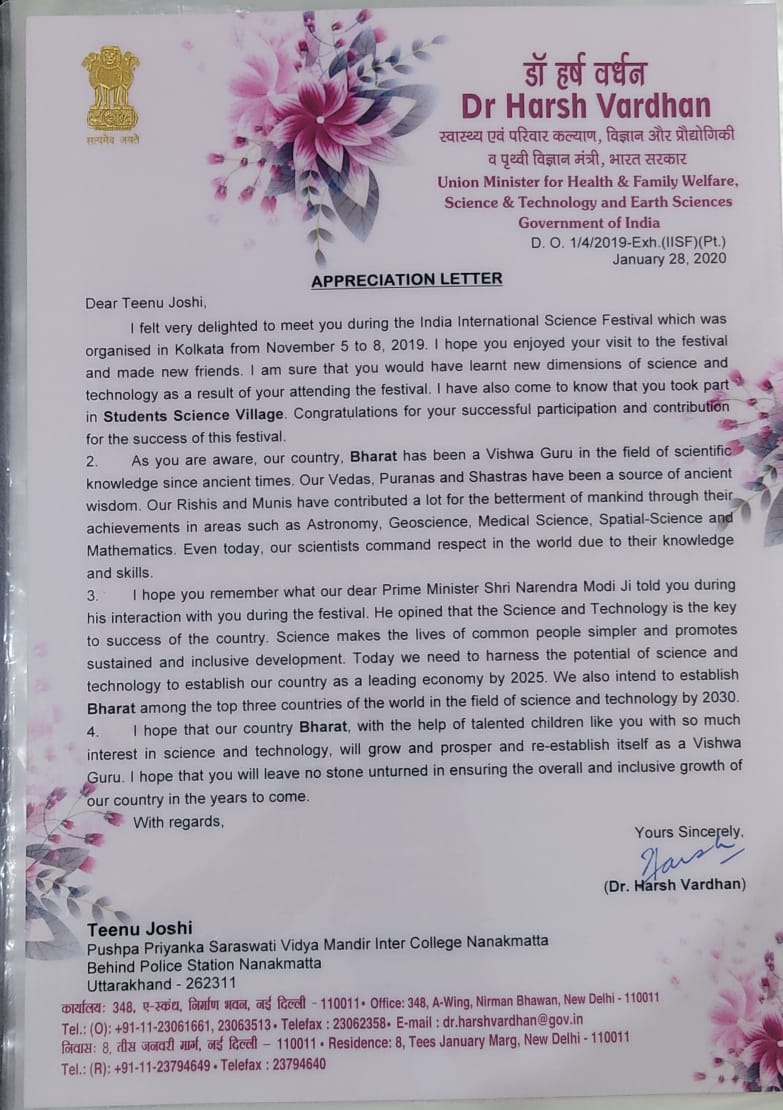 सत्यमेव जयते
डॉ हर्ष वर्धन
Dr Harsh Vardhan
स्वास्थ्य एवं परिवार कल्याण, विज्ञान और प्रौद्योगिकी
व पृथ्वी विज्ञान मंत्री, भारत सरकार
Union Minister for Health & Family Welfare,
Science & Technology and Earth Sciences
Government of India
D. O. 1/4/2019-Exh.(IISF)(Pt.)
January 28, 2020
APPRECIATION LETTER
Dear Teenu Joshi,
I felt very delighted to meet you during the India International Science Festival which was
organised in Kolkata from November 5 to 8, 2019. I hope you enjoyed your visit to the festival
and made new friends. I am sure that you would have learnt new dimensions of science and
technology as a result of your attending the festival. I have also come to know that you took part
in Students Science Village. Congratulations for your successful participation and contribution
for the success of this festival.
2. As you are aware, our country, Bharat has been a Vishwa Guru in the field of scientific
knowledge since ancient times. Our Vedas, Puranas and Shastras have been a source of ancient
wisdom. Our Rishis and Munis have contributed a lot for the betterment of mankind through their
achievements in areas such as Astronomy, Geoscience, Medical Science, Spatial-Science and
Mathematics. Even today, our scientists command respect in the world due to their knowledge
and skills.
3. I hope you remember what our dear Prime Minister Shri Narendra Modi Ji told you during
his interaction with you during the festival. He opined that the Science and Technology is the key
to success of the country. Science makes the lives of common people simpler and promotes
sustained and inclusive development. Today we need to harness the potential of science and
technology to establish our country as a leading economy by 2025. We also intend to establish
Bharat among the top three countries of the world in the field of science and technology by 2030.
4. I hope that our country Bharat, with the help of talented children like you with so much
interest in science and technology, will grow and prosper and re-establish itself as a Vishwa
Guru. I hope that you will leave no stone unturned in ensuring the overall and inclusive growth of
our country in the years to come.
With regards,
Yours Sincerely,
Harsh
(Dr. Harsh Vardhan)
Teenu Joshi
Pushpa Priyanka Saraswati Vidya Mandir Inter College Nanakmatta
Behind Police Station Nanakmatta
Uttarakhand - 262311
कार्यालय: 348, ए-स्कंध, निर्माण भवन, नई दिल्ली - 110011 • Office: 348, A-Wing, Nirman Bhawan, New Delhi - 110011
Tel.: (O): +91-11-23061661, 23063513 • Telefax : 23062358 • E-mail : dr.harshvardhan@gov.in
निवास: 8, तीस जनवरी मार्ग, नई दिल्ली – 110011 • Residence: 8, Tees January Marg, New Delhi - 110011
Tel.: (R): +91-11-23794649 • Telefax : 23794640